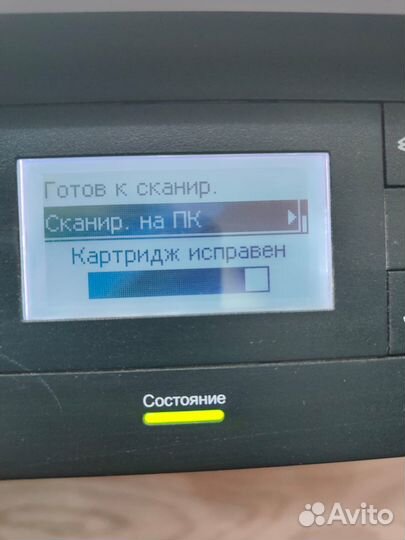 Готов к сканир.
Сканир. на ПК
Картридж исправен
Состояние
Avito